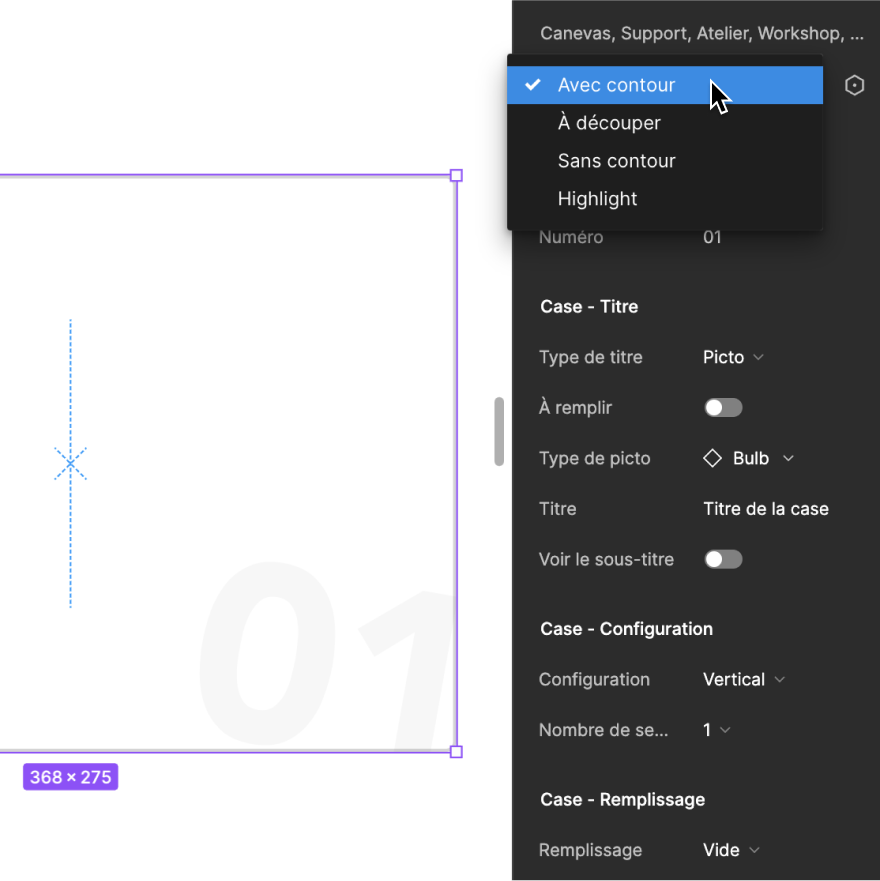 Canevas, Support, Atelier, Workshop, ...
Avec contour
À découper
Sans contour
Highlight
Numéro 01
Case - Titre
Type de titre Picto
À remplir
Type de picto Bulb
Titre Titre de la case
Voir le sous-titre
Case - Configuration
Configuration Vertical
Nombre de se... 1
Case - Remplissage
Remplissage Vide
01
368 × 275